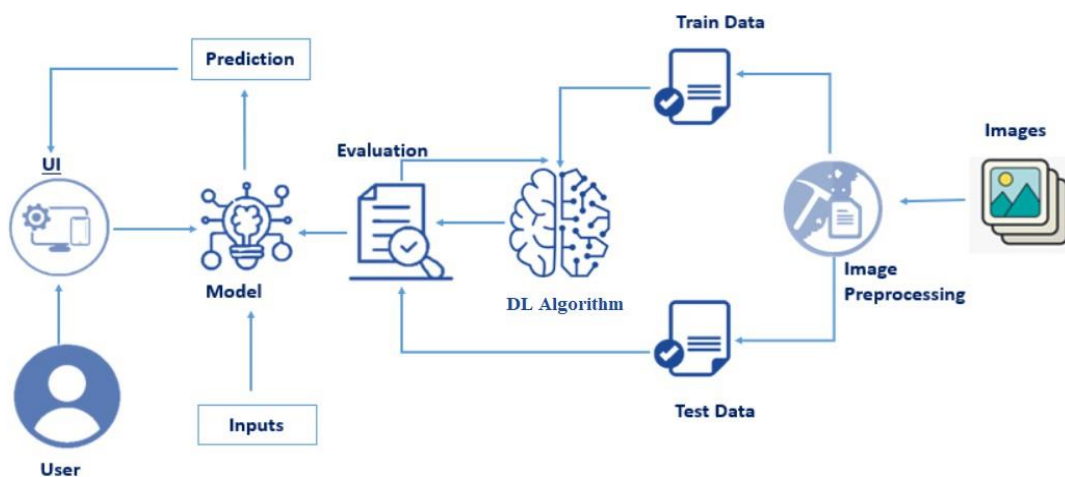 Train Data
Prediction
Images
Evaluation
UI
Image
Preprocessing
Model
DL Algorithm
Test Data
Inputs
User